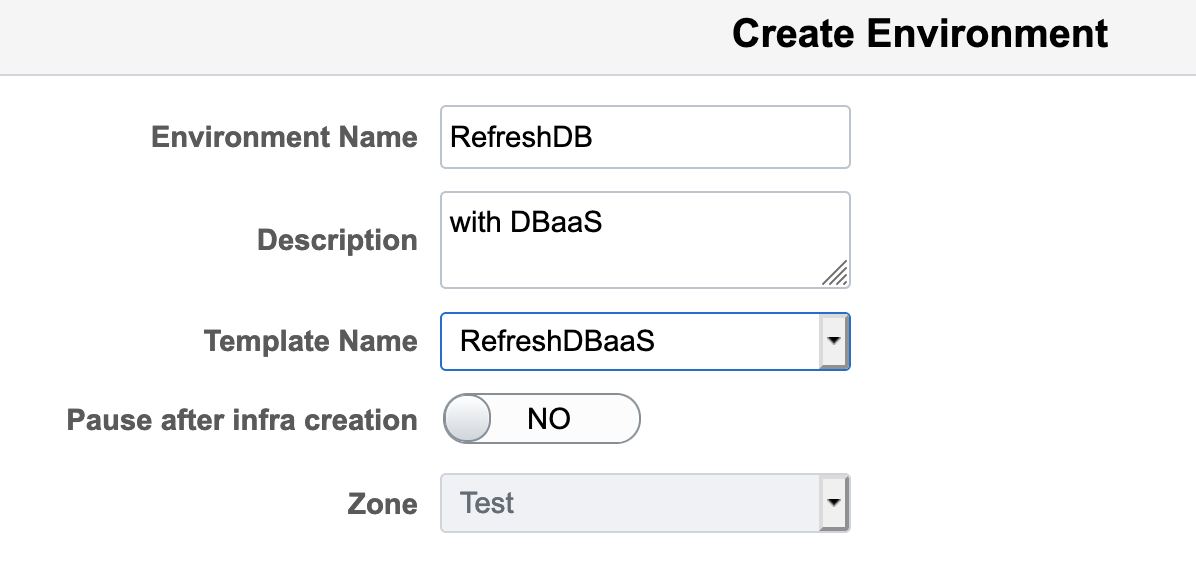 Create Environment
Environment Name RefreshDB
Description with DBaaS
Template Name RefreshDBaaS
Pause after infra creation NO
Zone Test